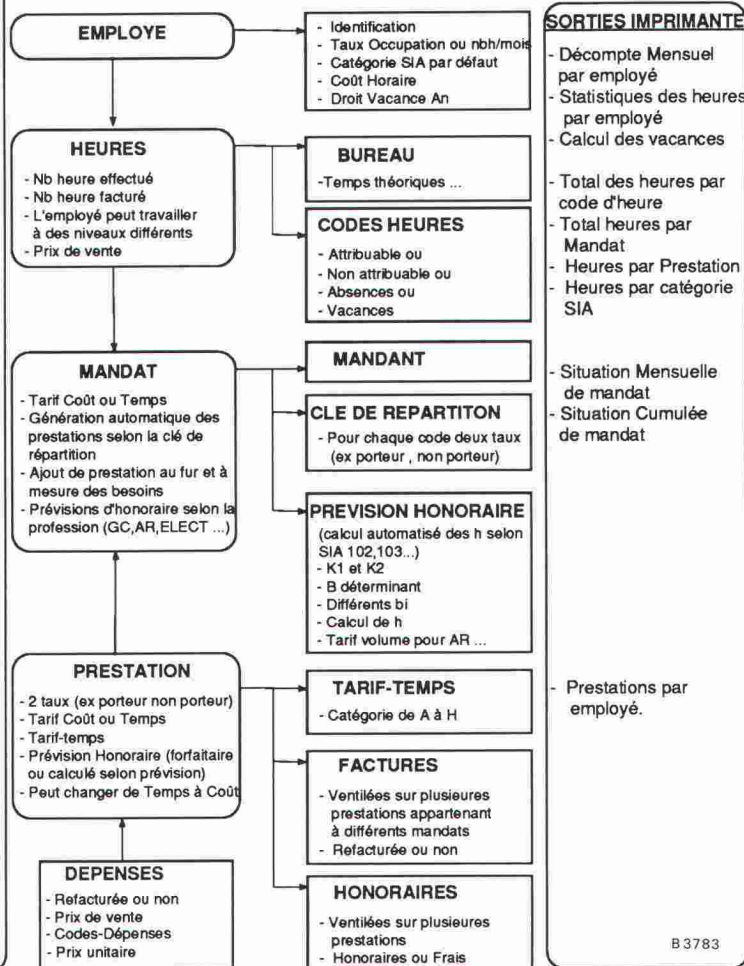 EMPLOYE
- Identification
- Taux Occupation ou nbh/mois
- Catégorie SIA par défaut
- Coût Horaire
- Droit Vacance An
HEURES
- Nb heure effectué
- Nb heure facturé
- L'employé peut travailler
à des niveaux différents
- Prix de vente
BUREAU
-Temps théoriques ...
CODES HEURES
- Attribuable ou
- Non attribuable ou
- Absences ou
- Vacances
MANDAT
- Tarif Coût ou Temps
- Génération automatique des
prestations selon la clé de
répartition
- Ajout de prestation au fur et à
mesure des besoins
- Prévisions d'honoraire selon la
profession (GC,AR,ELECT ...)
MANDANT
CLE DE REPARTITON
- Pour chaque code deux taux
(ex porteur , non porteur)
PREVISION HONORAIRE
(calcul automatisé des h selon
SIA 102,103...)
- K1 et K2
- B déterminant
- Différents bi
- Calcul de h
- Tarif volume pour AR ...
PRESTATION
- 2 taux (ex porteur non porteur)
- Tarif Coût ou Temps
- Tarif-temps
- Prévision Honoraire (forfaitaire
ou calculé selon prévision)
- Peut changer de Temps à Coût
TARIF-TEMPS
- Catégorie de A à H
FACTURES
- Ventilées sur plusieures
prestations appartenant
à différents mandats
- Refacturée ou non
DEPENSES
- Refacturée ou non
- Prix de vente
- Codes-Dépenses
- Prix unitaire
HONORAIRES
- Ventilées sur plusieures
prestations
- Honoraires ou Frais
SORTIES IMPRIMANTE
- Décompte Mensuel
par employé
- Statistiques des heures
par employé
- Calcul des vacances
- Total des heures par
code d'heure
- Total heures par
Mandat
- Heures par Prestation
- Heures par catégorie
SIA
- Situation Mensuelle
de mandat
- Situation Cumulée
de mandat
- Prestations par
employé.
B 3783